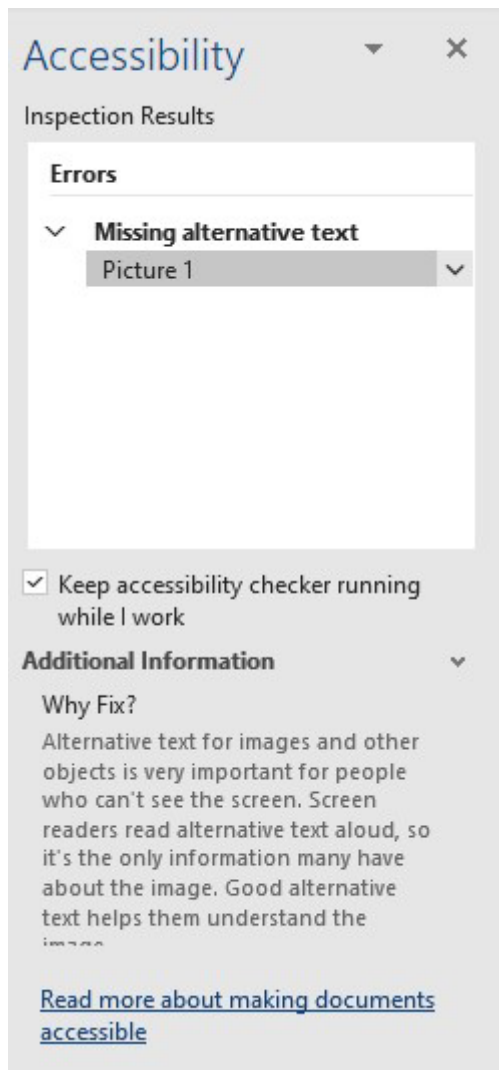 Accessibility
Inspection Results
Errors
Missing alternative text
Picture 1
Keep accessibility checker running
while I work
Additional Information
Why Fix?
Alternative text for images and other
objects is very important for people
who can't see the screen. Screen
readers read alternative text aloud, so
it's the only information many have
about the image. Good alternative
text helps them understand the
image
Read more about making documents
accessible